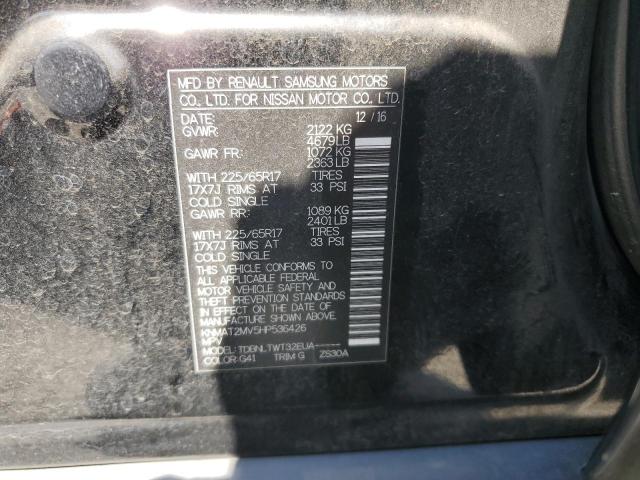 MFD BY RENAULT SAMSUNG MOTORS
CO. LTD. FOR NISSAN MOTOR CO. LTD.
DATE: 12 / 16
GVWR: 2122 KG
4679 LB
GAWR FR: 1072 KG
2363 LB
WITH 225/65R17 TIRES
17X7J RIMS AT 33 PSI
COLD SINGLE
GAWR RR: 1089 KG
2401 LB
WITH 225/65R17 TIRES
17X7J RIMS AT 33 PSI
COLD SINGLE
THIS VEHICLE CONFORMS TO
ALL APPLICABLE FEDERAL
MOTOR VEHICLE SAFETY AND
THEFT PREVENTION STANDARDS
IN EFFECT ON THE DATE OF
MANUFACTURE SHOWN ABOVE.
KNMAT2MV5HP536426
MPV
MODEL: TDBNLTWT32EUA-----
COLOR: G41 TRIM: G ZS30A